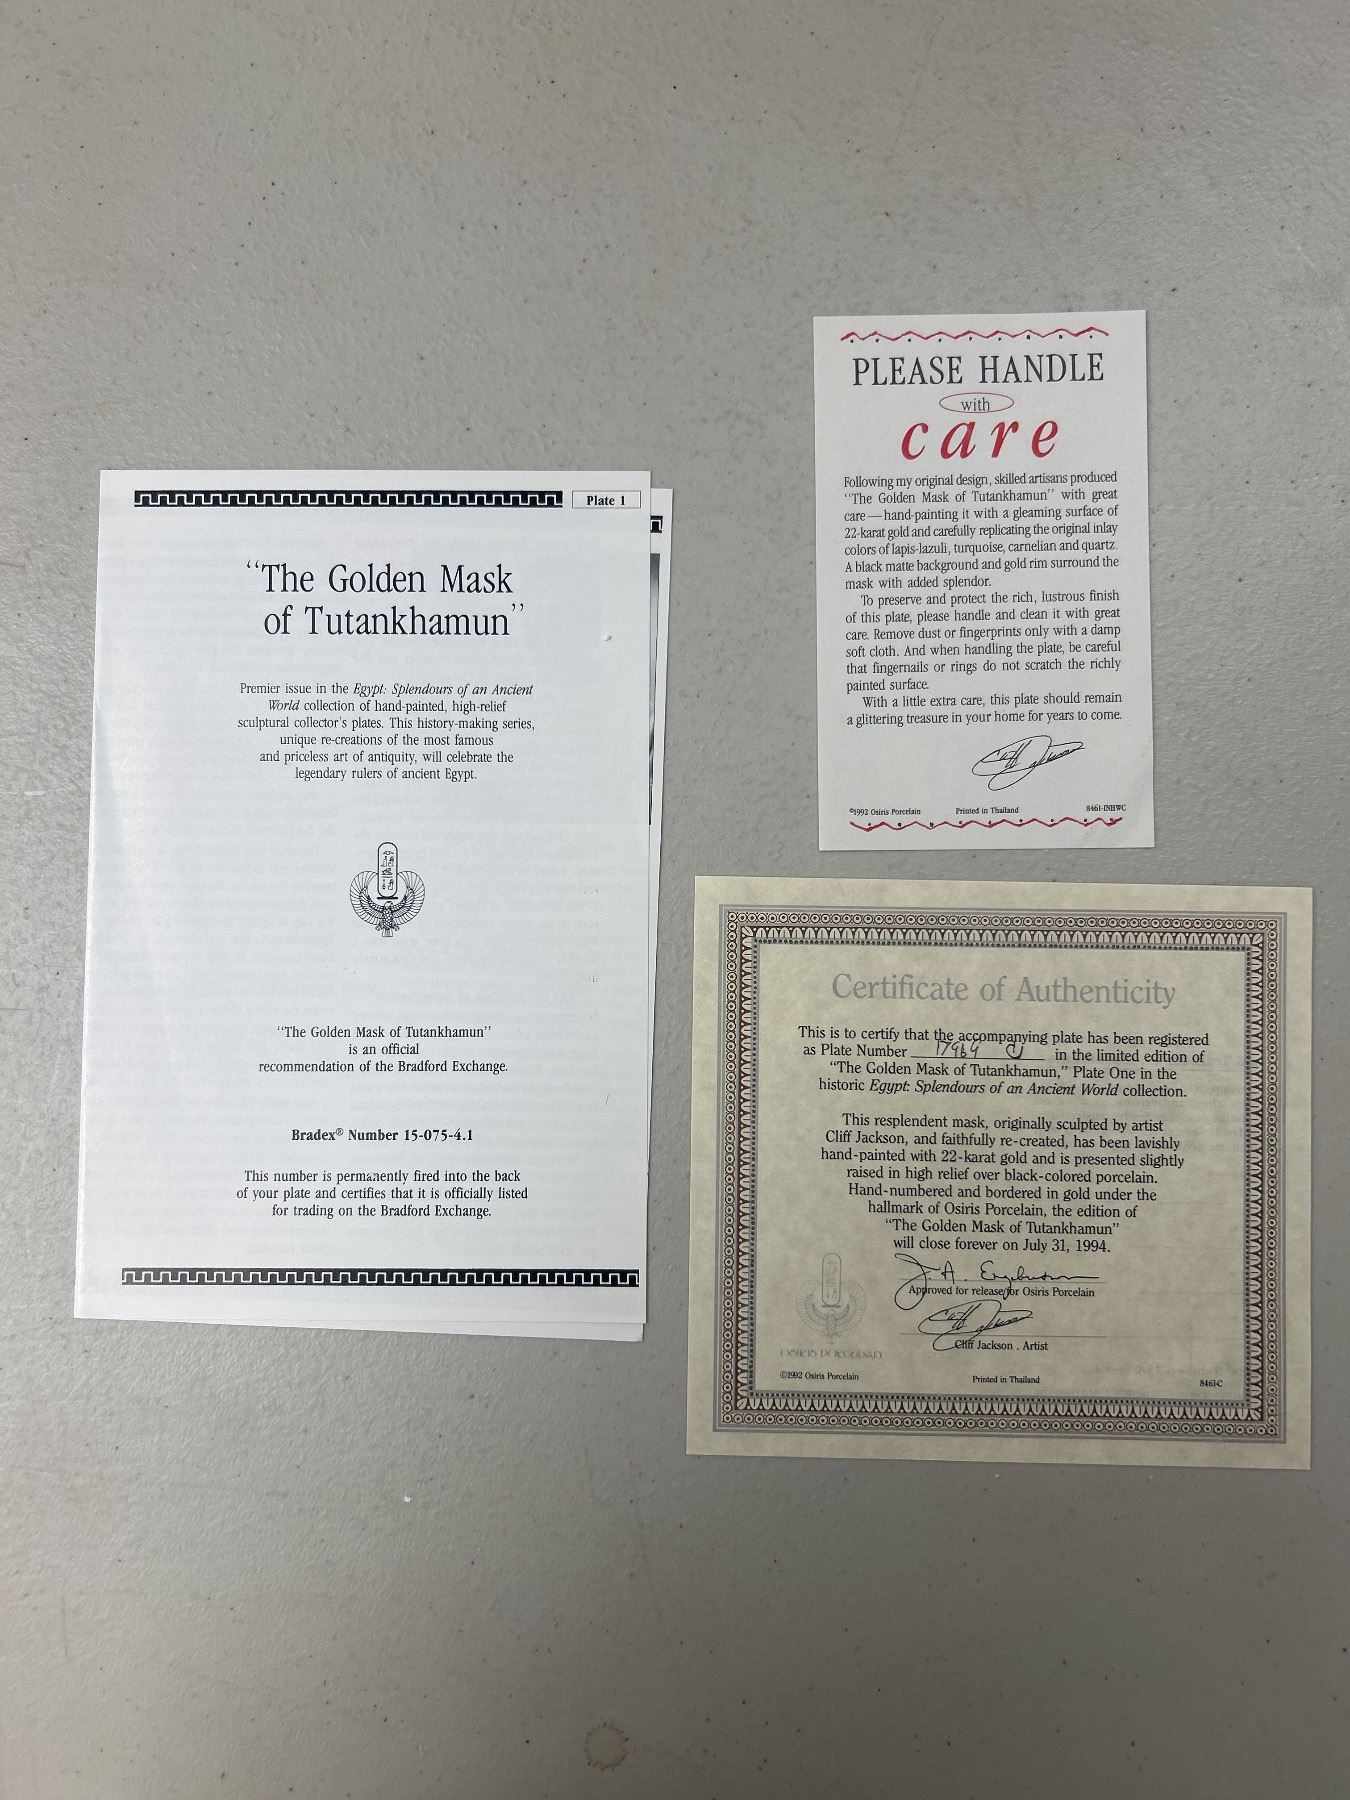 Plate 1
“The Golden Mask
of Tutankhamun”
Premier issue in the Egypt: Splendours of an Ancient
World collection of hand-painted, high-relief
sculptural collector's plates. This history-making series,
unique re-creations of the most famous
and priceless art of antiquity, will celebrate the
legendary rulers of ancient Egypt.
“The Golden Mask of Tutankhamun”
is an official
recommendation of the Bradford Exchange.
Bradex® Number 15-075-4.1
This number is permanently fired into the back
of your plate and certifies that it is officially listed
for trading on the Bradford Exchange.
PLEASE HANDLE
with
care
Following my original design, skilled artisans produced
“The Golden Mask of Tutankhamun” with great
care—hand-painting it with a gleaming surface of
22-karat gold and carefully replicating the original inlay
colors of lapis-lazuli, turquoise, carnelian and quartz.
A black matte background and gold rim surround the
mask with added splendor.
To preserve and protect the rich, lustrous finish
of this plate, please handle and clean it with great
care. Remove dust or fingerprints only with a damp
soft cloth. And when handling the plate, be careful
that fingernails or rings do not scratch the richly
painted surface.
With a little extra care, this plate should remain
a glittering treasure in your home for years to come.
©1992 Osiris Porcelain Printed in Thailand 8461-INHWC
Certificate of Authenticity
This is to certify that the accompanying plate has been registered
as Plate Number in the limited edition of
“The Golden Mask of Tutankhamun,” Plate One in the
historic Egypt: Splendours of an Ancient World collection.
This resplendent mask, originally sculpted by artist
Cliff Jackson, and faithfully re-created, has been lavishly
hand-painted with 22-karat gold and is presented slightly
raised in high relief over black-colored porcelain.
Hand-numbered and bordered in gold under the
hallmark of Osiris Porcelain, the edition of
“The Golden Mask of Tutankhamun”
will close forever on July 31, 1994.
Approved for release for Osiris Porcelain
Cliff Jackson . Artist
OSIRIS PORCELAIN
©1992 Osiris Porcelain Printed in Thailand 8461-C